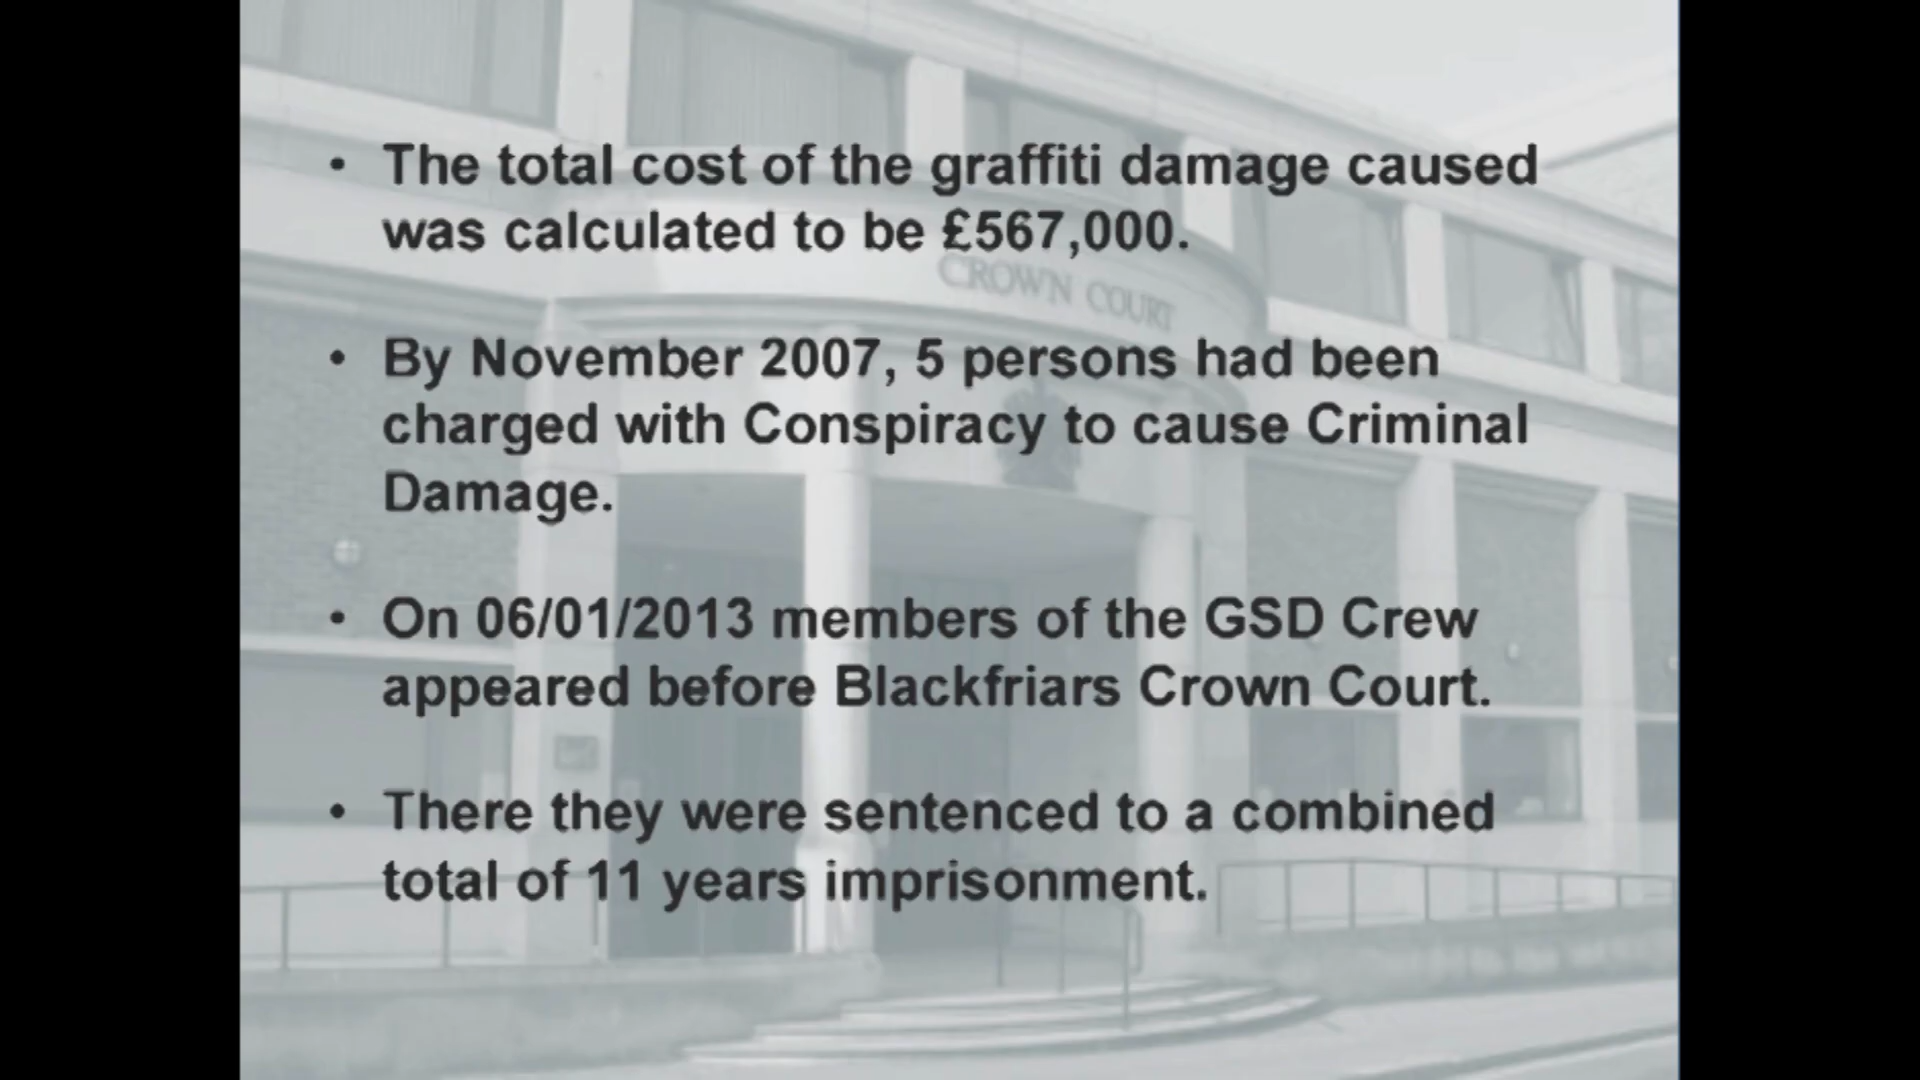 • The total cost of the graffiti damage caused
was calculated to be £567,000.
CROWN COURT
• By November 2007, 5 persons had been
charged with Conspiracy to cause Criminal
Damage.
• On 06/01/2013 members of the GSD Crew
appeared before Blackfriars Crown Court.
• There they were sentenced to a combined
total of 11 years imprisonment.